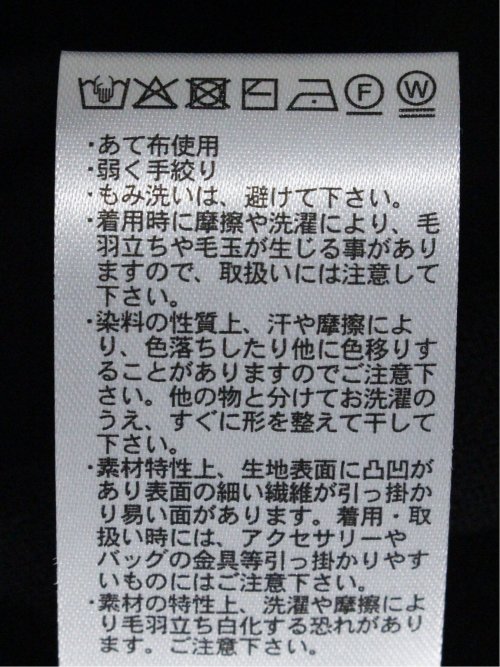 F W
・あて布使用
・弱く手絞り
・もみ洗いは、避けて下さい。
・着用時に摩擦や洗濯により、毛
羽立ちや毛玉が生じる事があり
ますので、取扱いには注意して
下さい。
・染料の性質上、汗や摩擦によ
り、色落ちしたり他に色移りす
ることがありますのでご注意下
さい。他の物と分けてお洗濯の
うえ、すぐに形を整えて干して
下さい。
・素材特性上、生地表面に凸凹が
あり表面の細い繊維が引っ掛か
り易い面があります。着用・取
扱い時には、アクセサリーや
バッグの金具等引っ掛かりやす
いものにはご注意下さい。
・素材の特性上、洗濯や摩擦によ
り毛羽立ち白化する恐れがあり
ます。ご注意下さい。